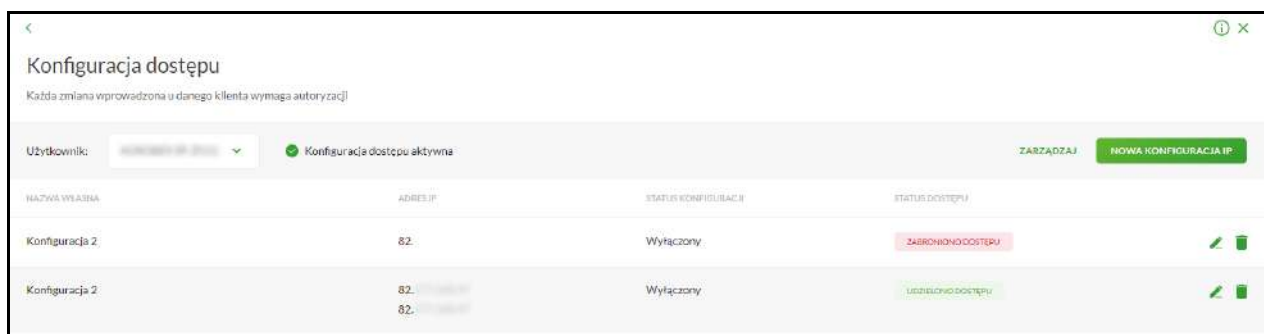 Konfiguracja dostępu
Każda zmiana wprowadzona u danego klienta wymaga autoryzacji
Użytkownik: Konfiguracja dostępu aktywna ZARZĄDZAJ NOWA KONFIGURACJA IP
NAZWA WŁASNA ADRES IP STATUS KONFIGURACJI STATUS DOSTĘPU
Konfiguracja 2 82. Wyłączony ZABRONIONO DOSTĘPU
Konfiguracja 2 82. Wyłączony UDZIELONO DOSTĘPU
82.